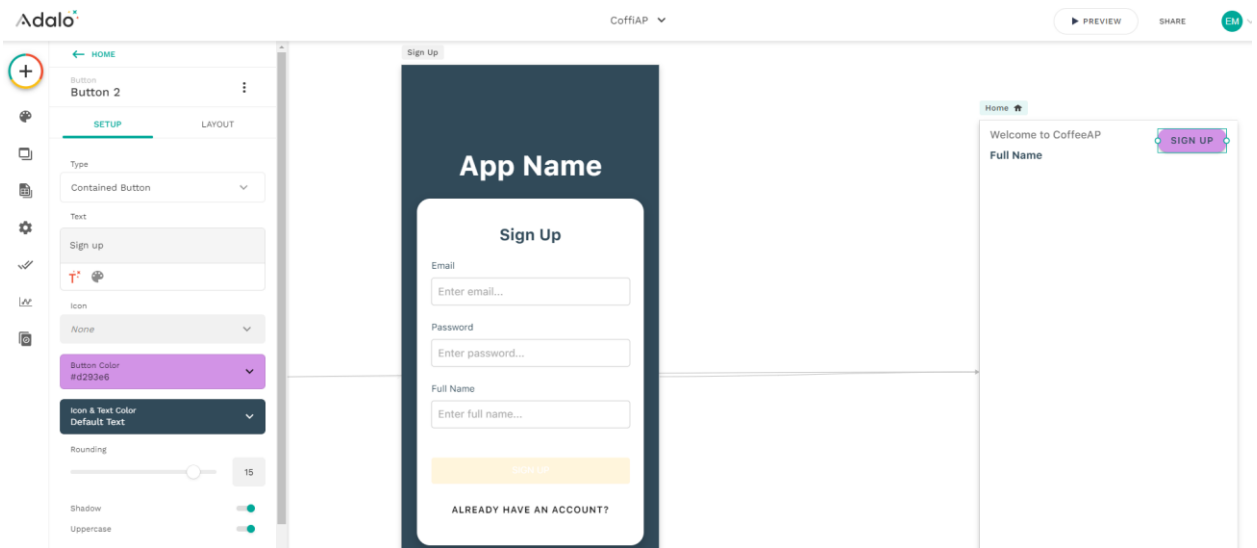 Adalo
CoffiAP
PREVIEW
SHARE
EM
HOME
Button
Button 2
SETUP
LAYOUT
Type
Contained Button
Text
Sign up
T
Icon
None
Button Color
#d293e6
Icon & Text Color
Default Text
Rounding
15
Shadow
Uppercase
Sign Up
App Name
Sign Up
Email
Enter email...
Password
Enter password...
Full Name
Enter full name...
SIGN UP
ALREADY HAVE AN ACCOUNT?
Home
Welcome to CoffeeAP
Full Name
SIGN UP